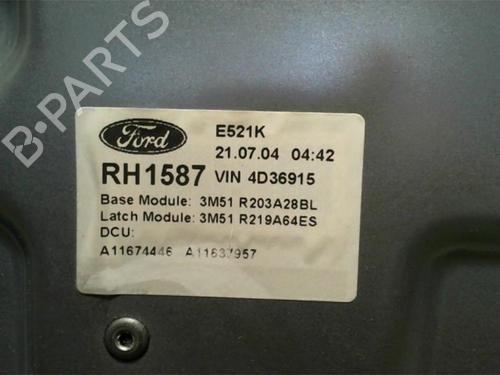 B-PARTS
Ford
E521K
21.07.04 04:42
RH1587 VIN 4D36915
Base Module: 3M51 R203A28BL
Latch Module: 3M51 R219A64ES
DCU:
A11674446 A11637957